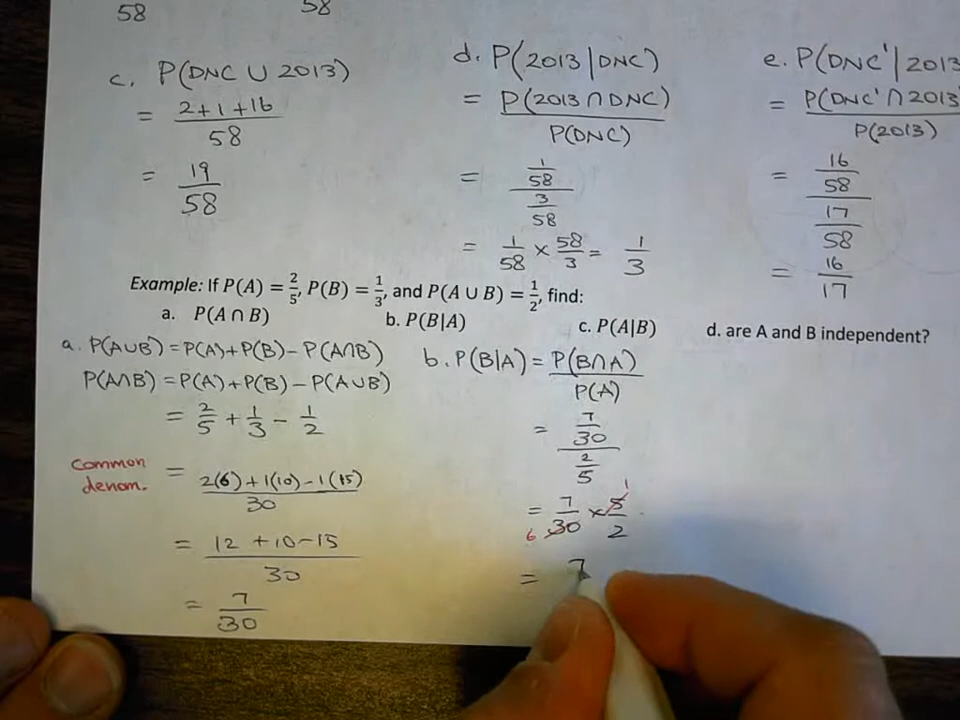 58
58
c. P(DNC ∪ 2013)
= 2+1+16 / 58
= 19 / 58
d. P(2013 | DNC)
= P(2013 ∩ DNC) / P(DNC)
= 1/58 / 3/58
= 1/58 × 58/3 = 1/3
e. P(DNC' | 2013
= P(DNC' ∩ 2013) / P(2013)
= 16/58 / 17/58
= 16/17
Example: If P(A) = 2/5, P(B) = 1/3, and P(A ∪ B) = 1/2, find:
a. P(A ∩ B) b. P(B|A) c. P(A|B) d. are A and B independent?
a. P(A∪B) = P(A) + P(B) − P(A∩B)
P(A∩B) = P(A) + P(B) − P(A∪B)
= 2/5 + 1/3 − 1/2
common denom. = 2(6) + 1(10) − 1(15) / 30
= 12 + 10 − 15 / 30
= 7/30
b. P(B|A) = P(B∩A) / P(A)
= 7/30 / 2/5
= 7/30 × 5/2
6 1
= 7